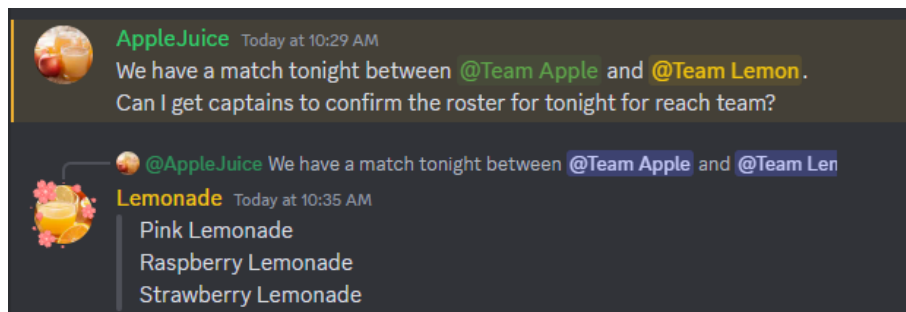 AppleJuice Today at 10:29 AM
We have a match tonight between @Team Apple and @Team Lemon.
Can I get captains to confirm the roster for tonight for reach team?
@AppleJuice We have a match tonight between @Team Apple and @Team Len
Lemonade Today at 10:35 AM
Pink Lemonade
Raspberry Lemonade
Strawberry Lemonade